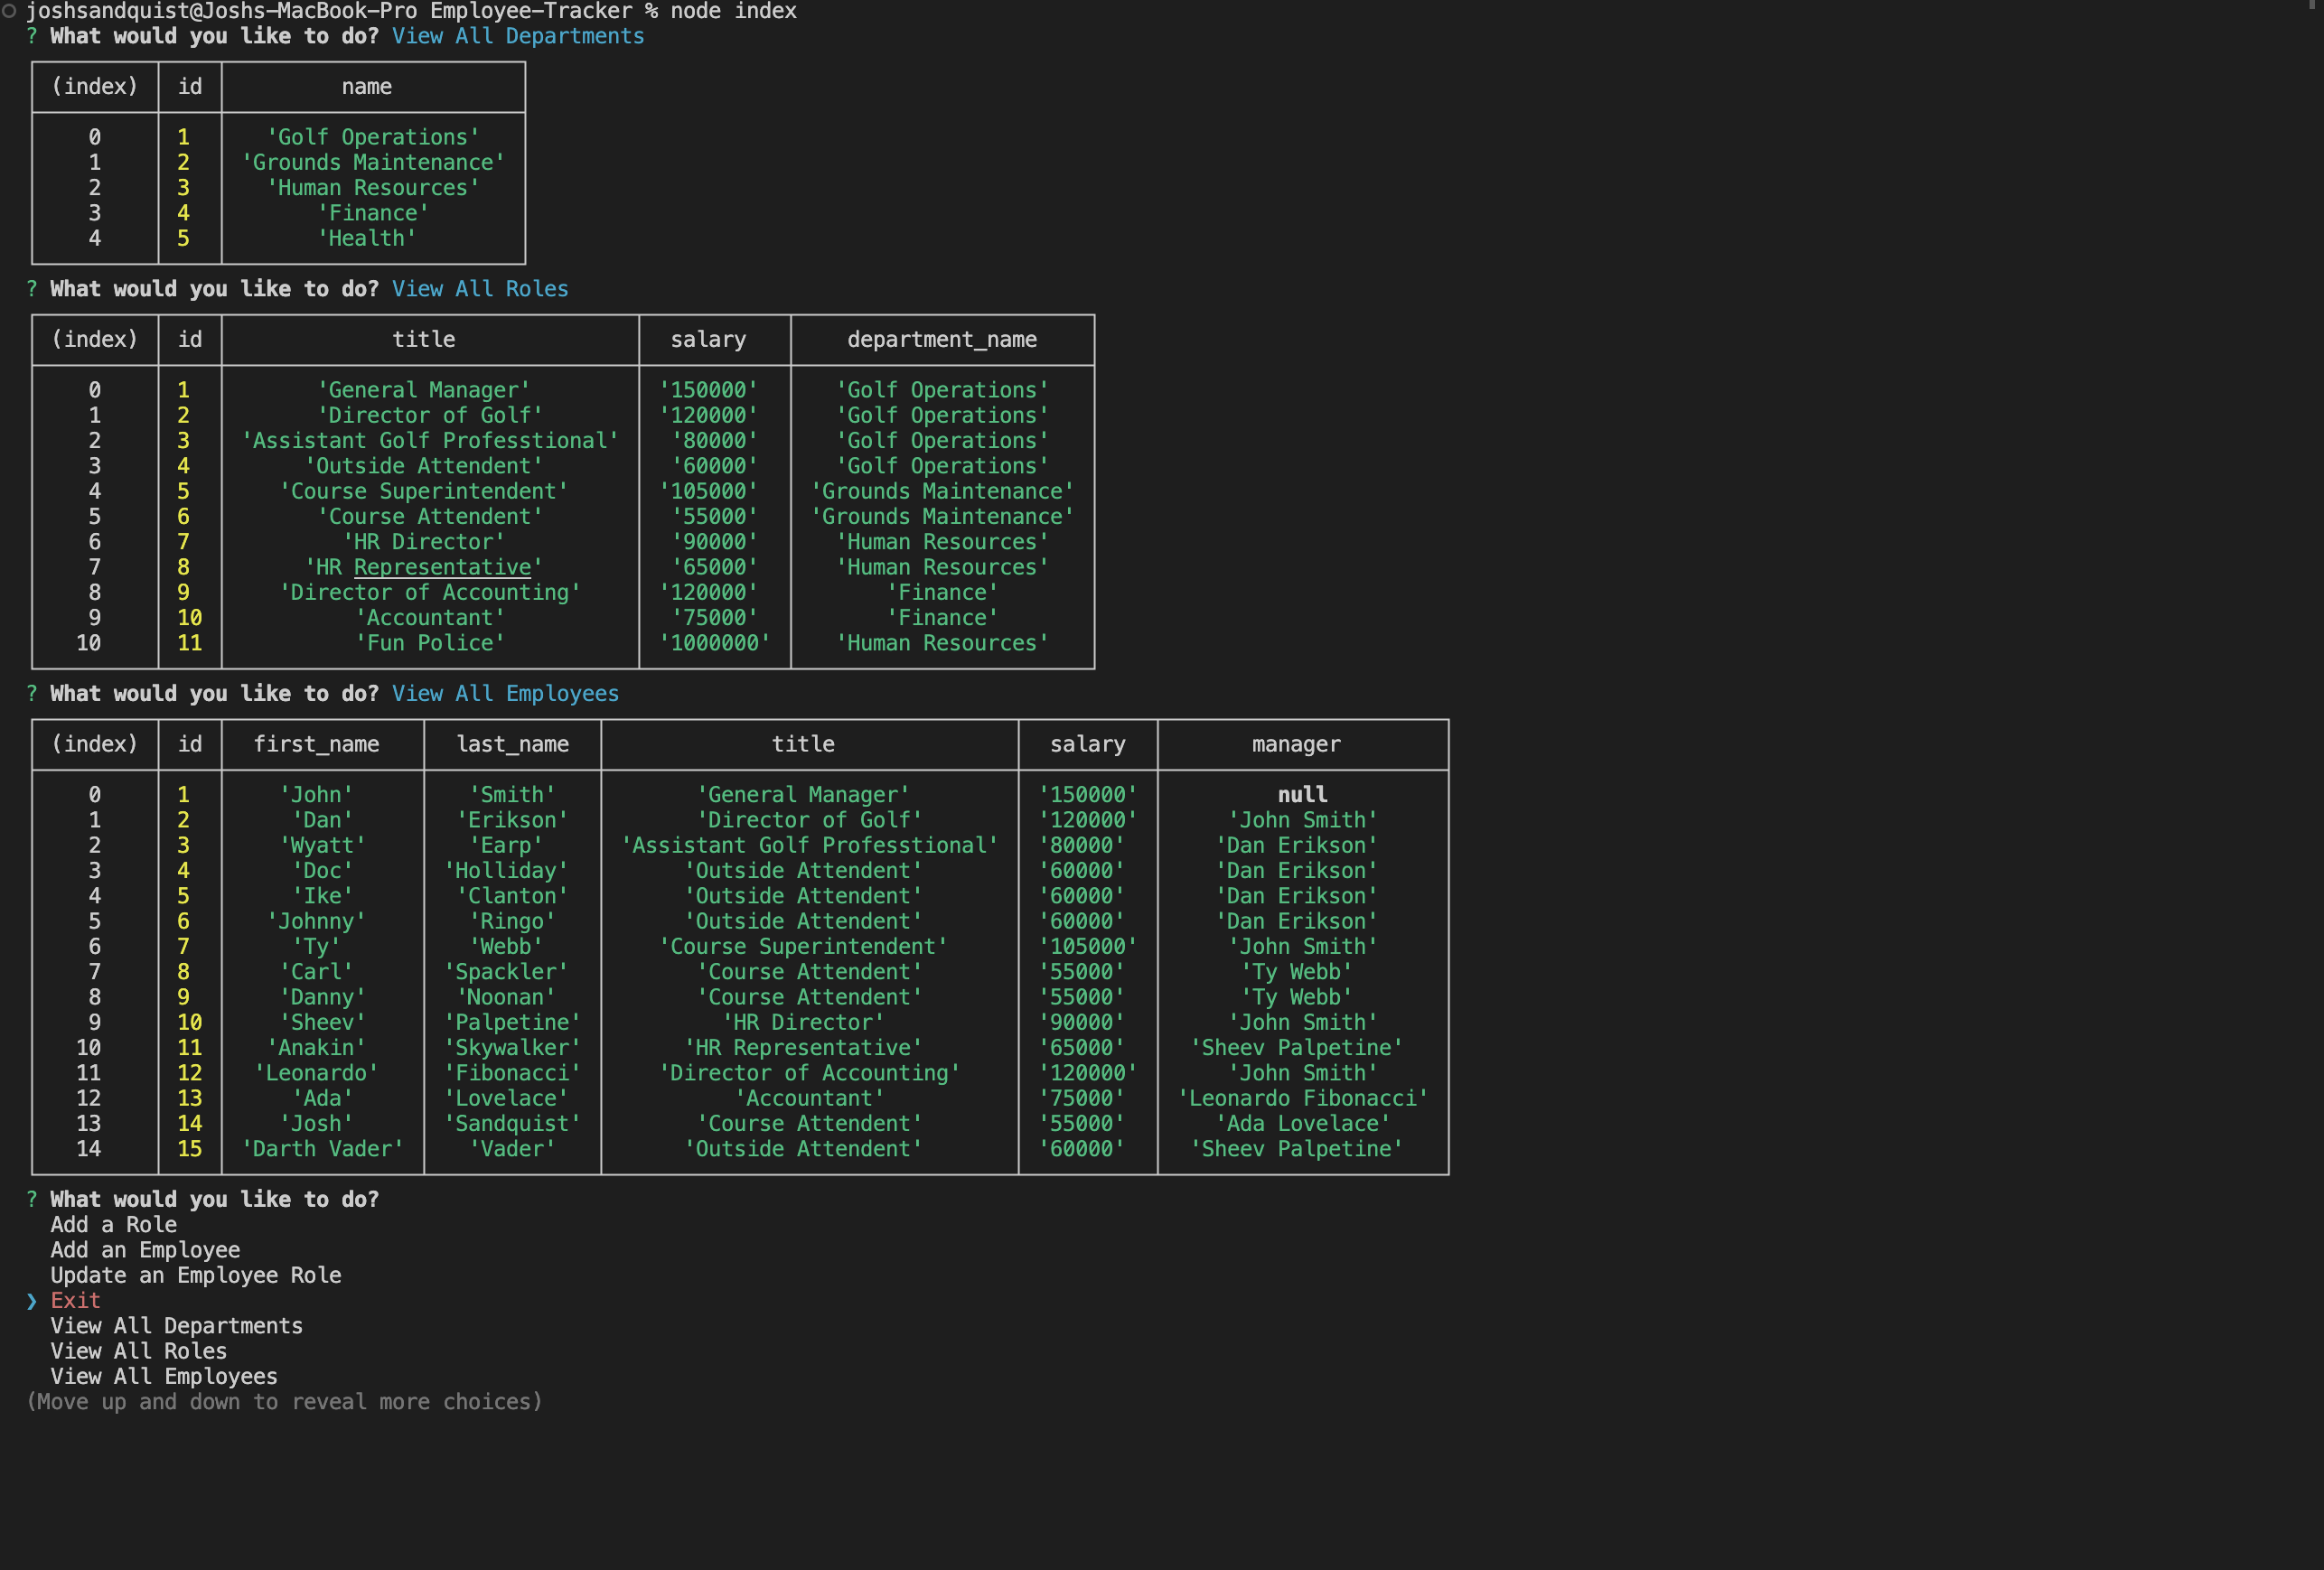 joshsandquist@Joshs-MacBook-Pro Employee-Tracker % node index
? What would you like to do? View All Departments
(index) id name
0 1 'Golf Operations'
1 2 'Grounds Maintenance'
2 3 'Human Resources'
3 4 'Finance'
4 5 'Health'
? What would you like to do? View All Roles
(index) id title salary department_name
0 1 'General Manager' '150000' 'Golf Operations'
1 2 'Director of Golf' '120000' 'Golf Operations'
2 3 'Assistant Golf Professtional' '80000' 'Golf Operations'
3 4 'Outside Attendent' '60000' 'Golf Operations'
4 5 'Course Superintendent' '105000' 'Grounds Maintenance'
5 6 'Course Attendent' '55000' 'Grounds Maintenance'
6 7 'HR Director' '90000' 'Human Resources'
7 8 'HR Representative' '65000' 'Human Resources'
8 9 'Director of Accounting' '120000' 'Finance'
9 10 'Accountant' '75000' 'Finance'
10 11 'Fun Police' '1000000' 'Human Resources'
? What would you like to do? View All Employees
(index) id first_name last_name title salary manager
0 1 'John' 'Smith' 'General Manager' '150000' null
1 2 'Dan' 'Erikson' 'Director of Golf' '120000' 'John Smith'
2 3 'Wyatt' 'Earp' 'Assistant Golf Professtional' '80000' 'Dan Erikson'
3 4 'Doc' 'Holliday' 'Outside Attendent' '60000' 'Dan Erikson'
4 5 'Ike' 'Clanton' 'Outside Attendent' '60000' 'Dan Erikson'
5 6 'Johnny' 'Ringo' 'Outside Attendent' '60000' 'Dan Erikson'
6 7 'Ty' 'Webb' 'Course Superintendent' '105000' 'John Smith'
7 8 'Carl' 'Spackler' 'Course Attendent' '55000' 'Ty Webb'
8 9 'Danny' 'Noonan' 'Course Attendent' '55000' 'Ty Webb'
9 10 'Sheev' 'Palpetine' 'HR Director' '90000' 'John Smith'
10 11 'Anakin' 'Skywalker' 'HR Representative' '65000' 'Sheev Palpetine'
11 12 'Leonardo' 'Fibonacci' 'Director of Accounting' '120000' 'John Smith'
12 13 'Ada' 'Lovelace' 'Accountant' '75000' 'Leonardo Fibonacci'
13 14 'Josh' 'Sandquist' 'Course Attendent' '55000' 'Ada Lovelace'
14 15 'Darth Vader' 'Vader' 'Outside Attendent' '60000' 'Sheev Palpetine'
? What would you like to do?
Add a Role
Add an Employee
Update an Employee Role
❯ Exit
View All Departments
View All Roles
View All Employees
(Move up and down to reveal more choices)